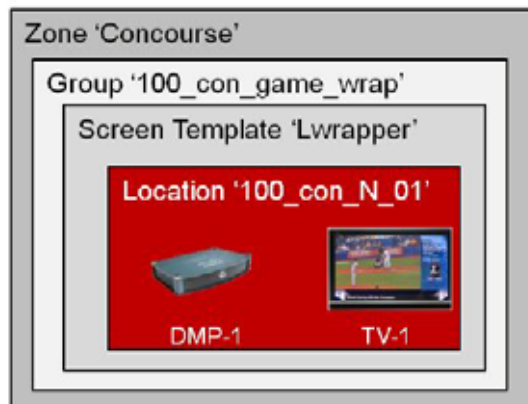 Zone ‘Concourse’
Group ‘100_con_game_wrap’
Screen Template ‘Lwrapper’
Location ‘100_con_N_01’
DMP-1 TV-1